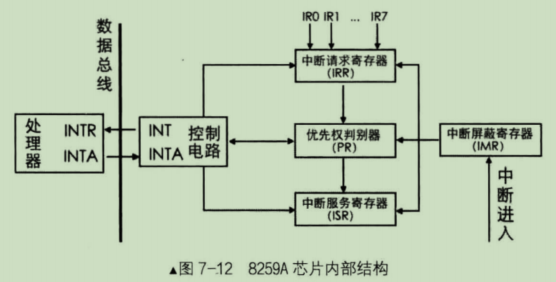 数据总线
IR0 IR1 ... IR7
中断请求寄存器
(IRR)
处理器
INTR
INTA
INT
INTA
控制电路
优先权判别器
(PR)
中断屏蔽寄存器
(IMR)
中断服务寄存器
(ISR)
中断进入
▲图 7-12 8259A 芯片内部结构